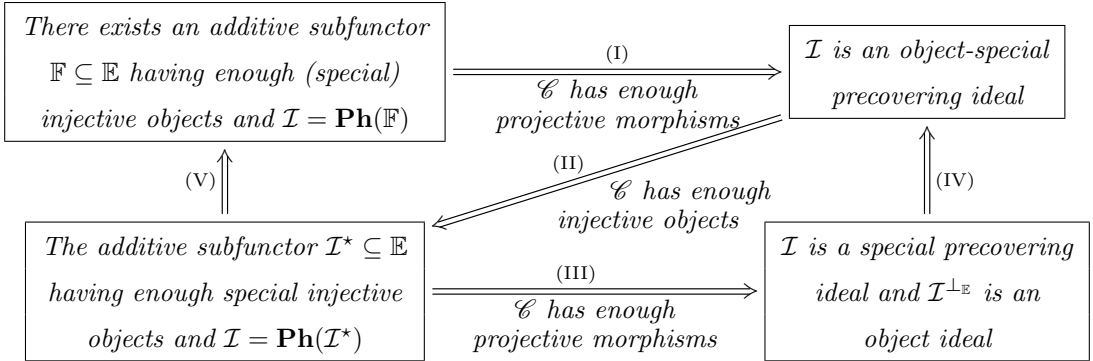 There exists an additive subfunctor
𝔽 ⊆ 𝔼 having enough (special)
injective objects and ℐ = Ph(𝔽)
(I)
𝒞 has enough
projective morphisms
ℐ is an object-special
precovering ideal
(V)
(II)
𝒞 has enough
injective objects
(IV)
The additive subfunctor ℐ⋆ ⊆ 𝔼
having enough special injective
objects and ℐ = Ph(ℐ⋆)
(III)
𝒞 has enough
projective morphisms
ℐ is a special precovering
ideal and ℐ^{⊥_𝔼} is an
object ideal